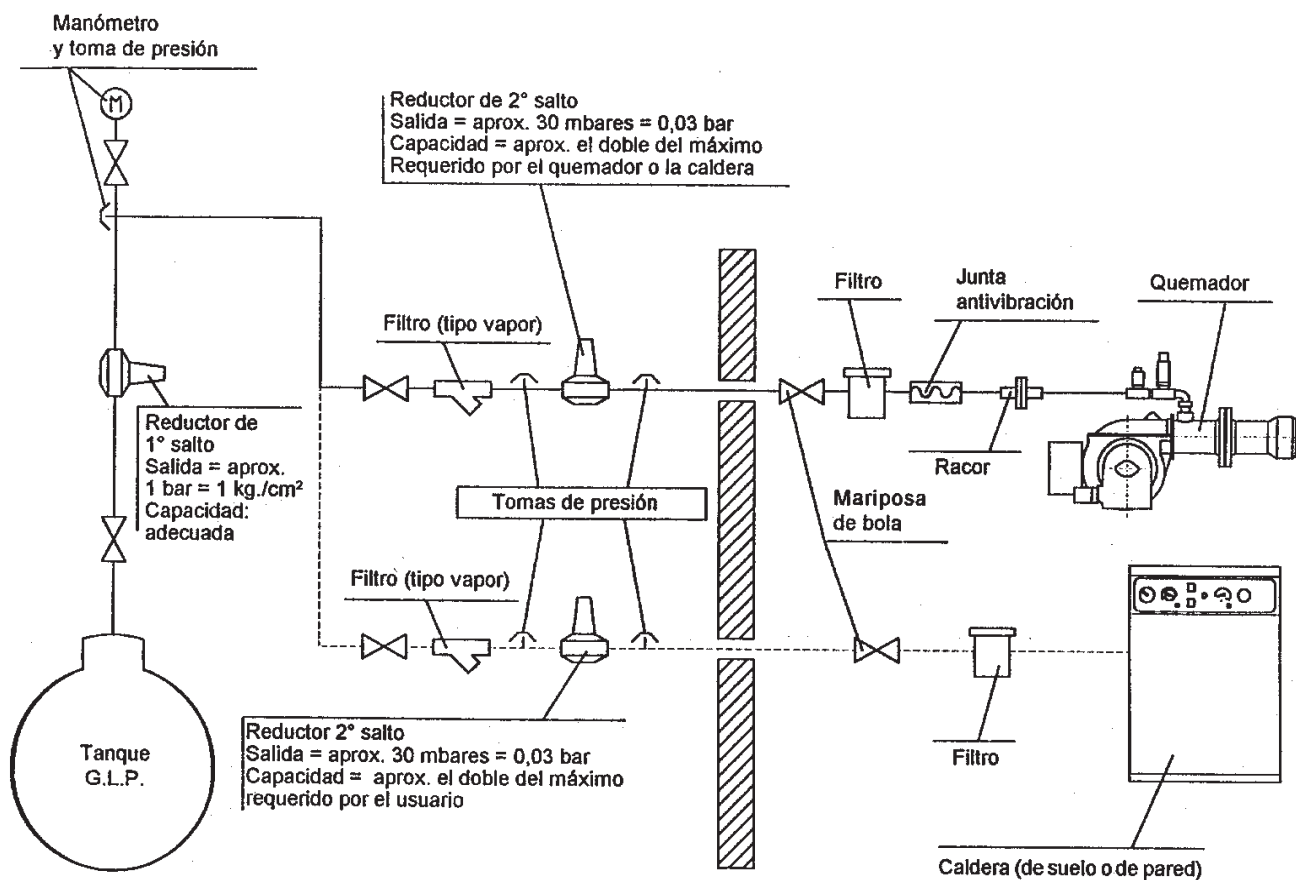 Manómetro
y toma de presión
M
Reductor de 2° salto
Salida = aprox. 30 mbares = 0,03 bar
Capacidad = aprox. el doble del máximo
Requerido por el quemador o la caldera
Filtro (tipo vapor)
Filtro
Junta
antivibración
Quemador
Reductor de
1° salto
Salida = aprox.
1 bar = 1 kg./cm²
Capacidad:
adecuada
Tomas de presión
Racor
Mariposa
de bola
Filtro (tipo vapor)
Reductor 2° salto
Salida = aprox. 30 mbares = 0,03 bar
Capacidad = aprox. el doble del máximo
requerido por el usuario
Tanque
G.L.P.
Filtro
Caldera (de suelo o de pared)